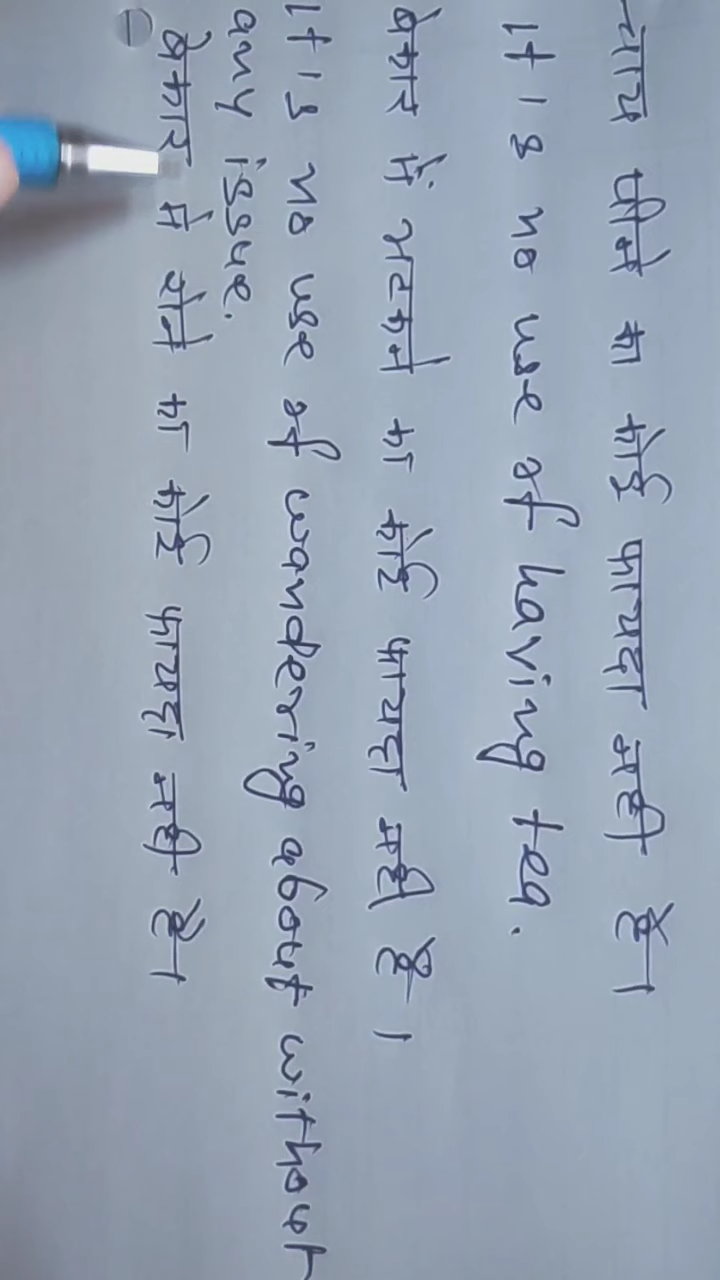 चाय पीने का कोई फायदा नही है।
It is no use of having tea.
बेकार में भटकने का कोई फायदा नही है।
It is no use of wandering about without
any issue.
बेकार मे रोने का कोई फायदा नही है।